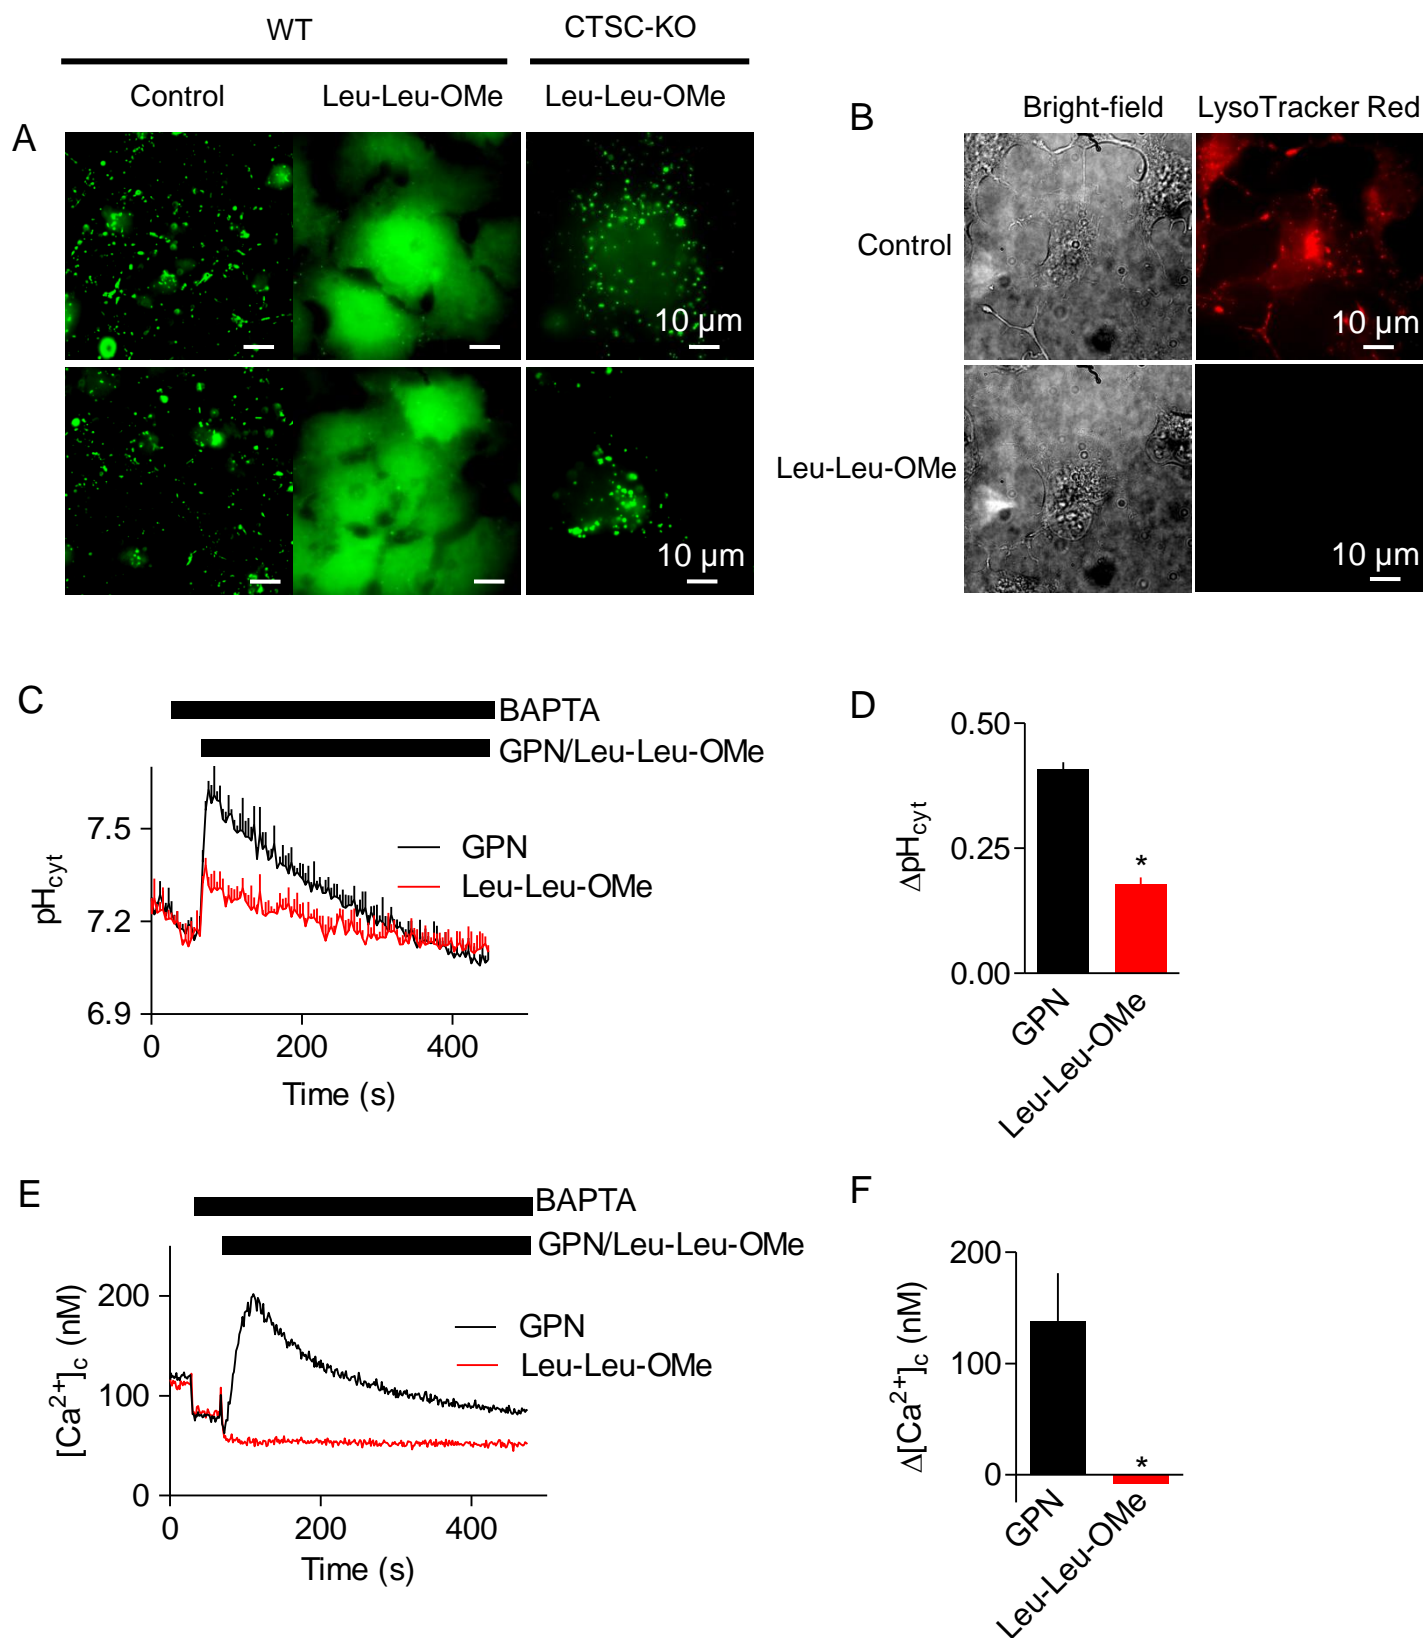 WT
CTSC-KO
Control
Leu-Leu-OMe
Leu-Leu-OMe
A
10 µm
10 µm
B
Bright-field
LysoTracker Red
Control
10 µm
Leu-Leu-OMe
10 µm
C
BAPTA
GPN/Leu-Leu-OMe
7.5
7.2
6.9
pHcyt
GPN
Leu-Leu-OMe
0
200
400
Time (s)
D
0.50
0.25
0.00
ΔpHcyt
*
GPN
Leu-Leu-OMe
E
BAPTA
GPN/Leu-Leu-OMe
200
100
0
[Ca2+]c (nM)
GPN
Leu-Leu-OMe
0
200
400
Time (s)
F
200
100
0
Δ[Ca2+]c (nM)
*
GPN
Leu-Leu-OMe